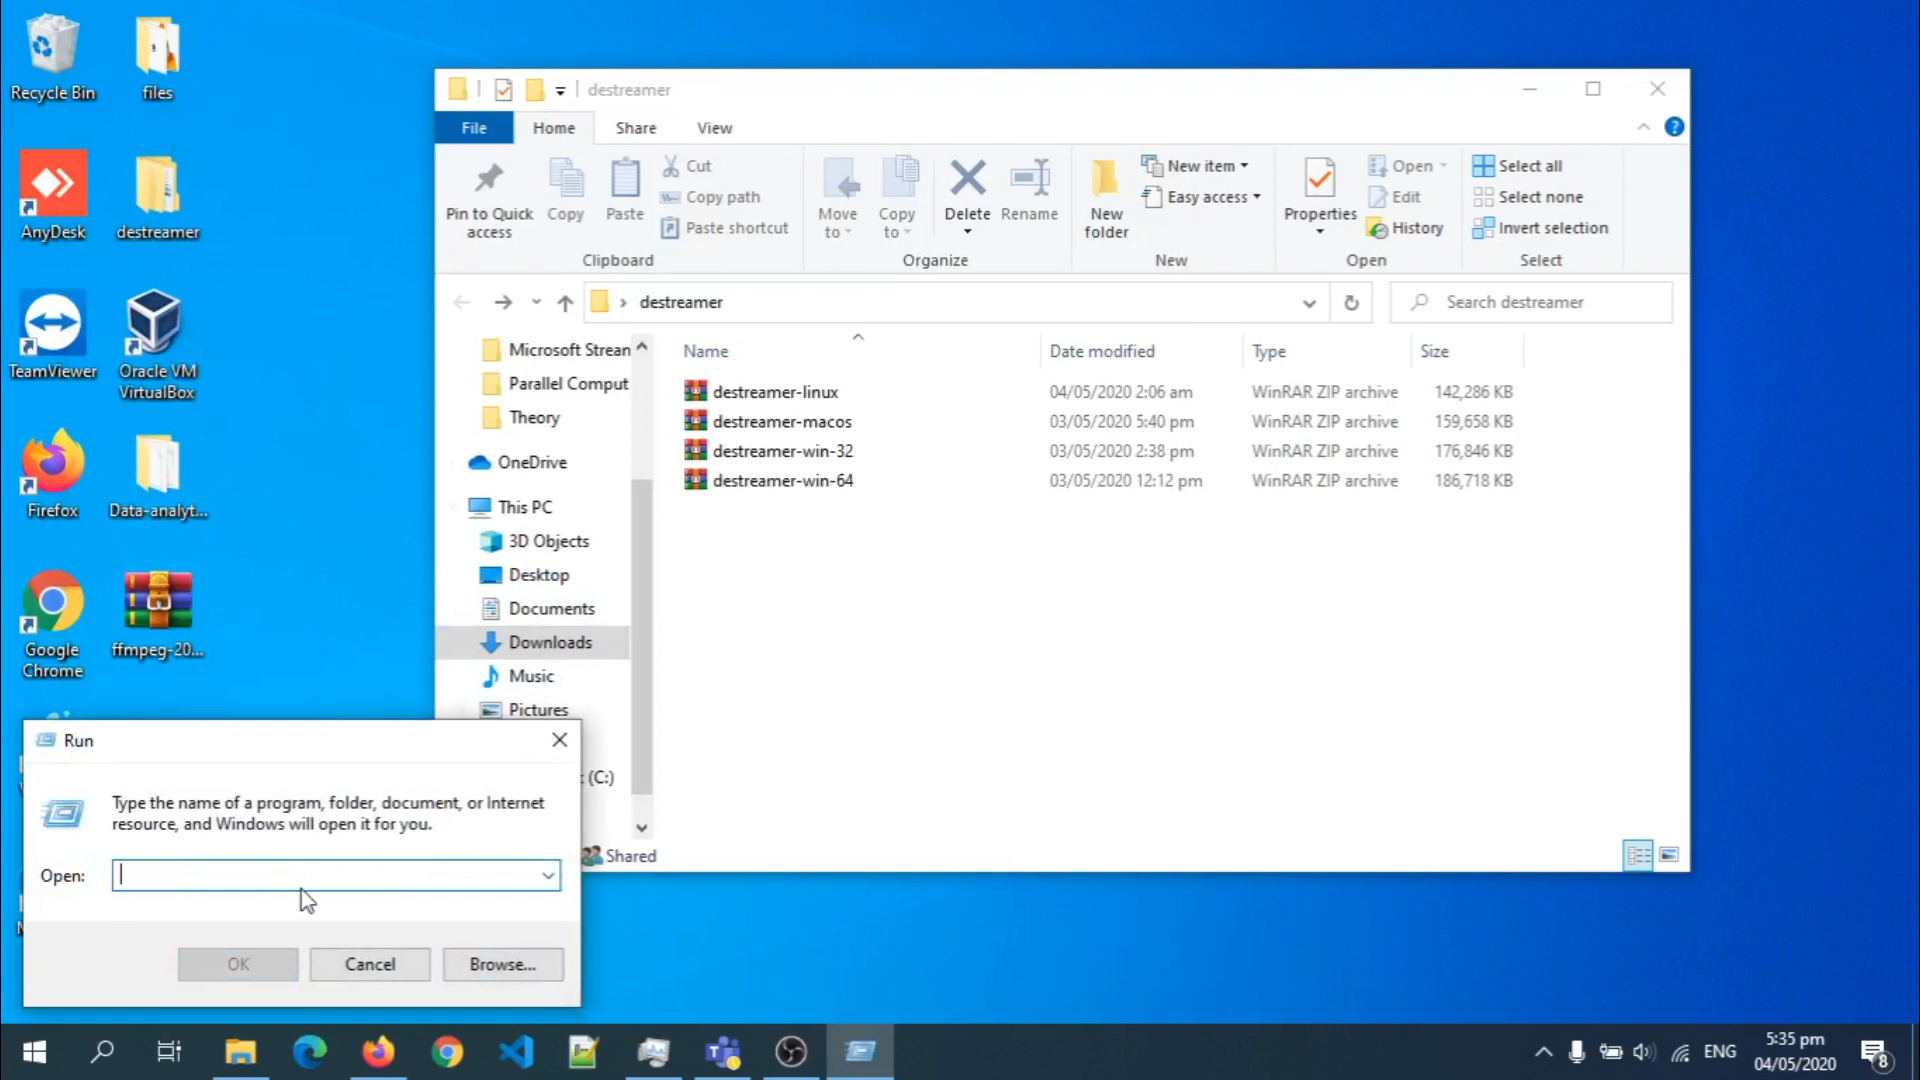 Recycle Bin
files
AnyDesk
destreamer
TeamViewer
Oracle VM
VirtualBox
Firefox
Data-analyt...
Google
Chrome
ffmpeg-20...
destreamer
File
Home
Share
View
Pin to Quick
access
Copy
Paste
Cut
Copy path
Paste shortcut
Clipboard
Move
to
Copy
to
Delete
Rename
Organize
New
folder
New item
Easy access
New
Properties
Open
Edit
History
Open
Select all
Select none
Invert selection
Select
destreamer
Search destreamer
Microsoft Strean
Parallel Comput
Theory
OneDrive
This PC
3D Objects
Desktop
Documents
Downloads
Music
Pictures
(C:)
Shared
Name
Date modified
Type
Size
destreamer-linux 04/05/2020 2:06 am WinRAR ZIP archive 142,286 KB
destreamer-macos 03/05/2020 5:40 pm WinRAR ZIP archive 159,658 KB
destreamer-win-32 03/05/2020 2:38 pm WinRAR ZIP archive 176,846 KB
destreamer-win-64 03/05/2020 12:12 pm WinRAR ZIP archive 186,718 KB
Run
Type the name of a program, folder, document, or Internet
resource, and Windows will open it for you.
Open:
OK
Cancel
Browse...
ENG
5:35 pm
04/05/2020
8